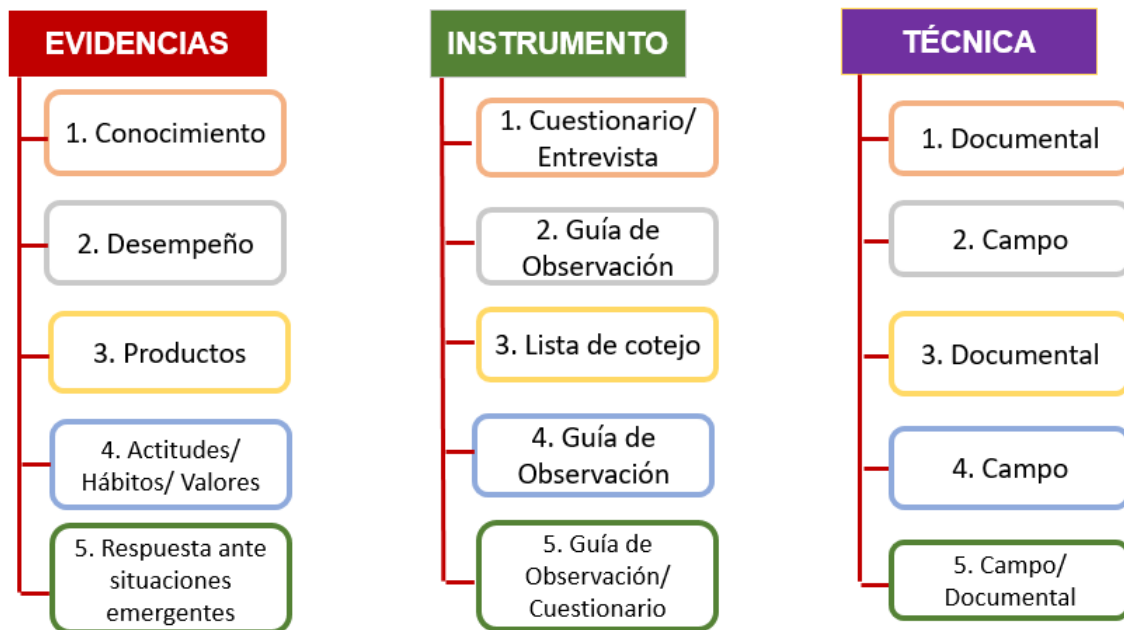 EVIDENCIAS
1. Conocimiento
2. Desempeño
3. Productos
4. Actitudes/
Hábitos/ Valores
5. Respuesta ante
situaciones
emergentes
INSTRUMENTO
1. Cuestionario/
Entrevista
2. Guía de
Observación
3. Lista de cotejo
4. Guía de
Observación
5. Guía de
Observación/
Cuestionario
TÉCNICA
1. Documental
2. Campo
3. Documental
4. Campo
5. Campo/
Documental